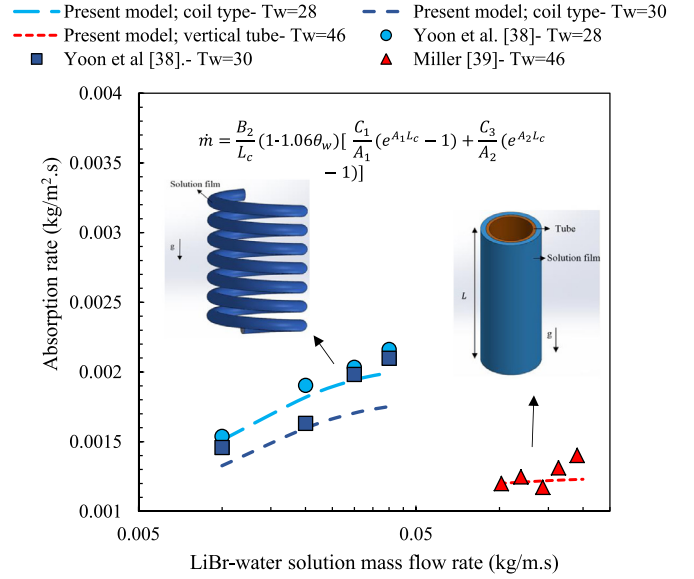 Present model; coil type- Tw=28
Present model; coil type- Tw=30
Present model; vertical tube- Tw=46
Yoon et al. [38]- Tw=28
Yoon et al [38].- Tw=30
Miller [39]- Tw=46
0.004
0.0035
0.003
0.0025
0.002
0.0015
0.001
Absorption rate (kg/m².s)
ṁ = B₂/L_c (1-1.06θ_w)[ C₁/A₁ (e^{A₁L_c} − 1) + C₃/A₂ (e^{A₂L_c}
− 1)]
Solution film
g
Tube
Solution film
L
g
0.005
0.05
LiBr-water solution mass flow rate (kg/m.s)